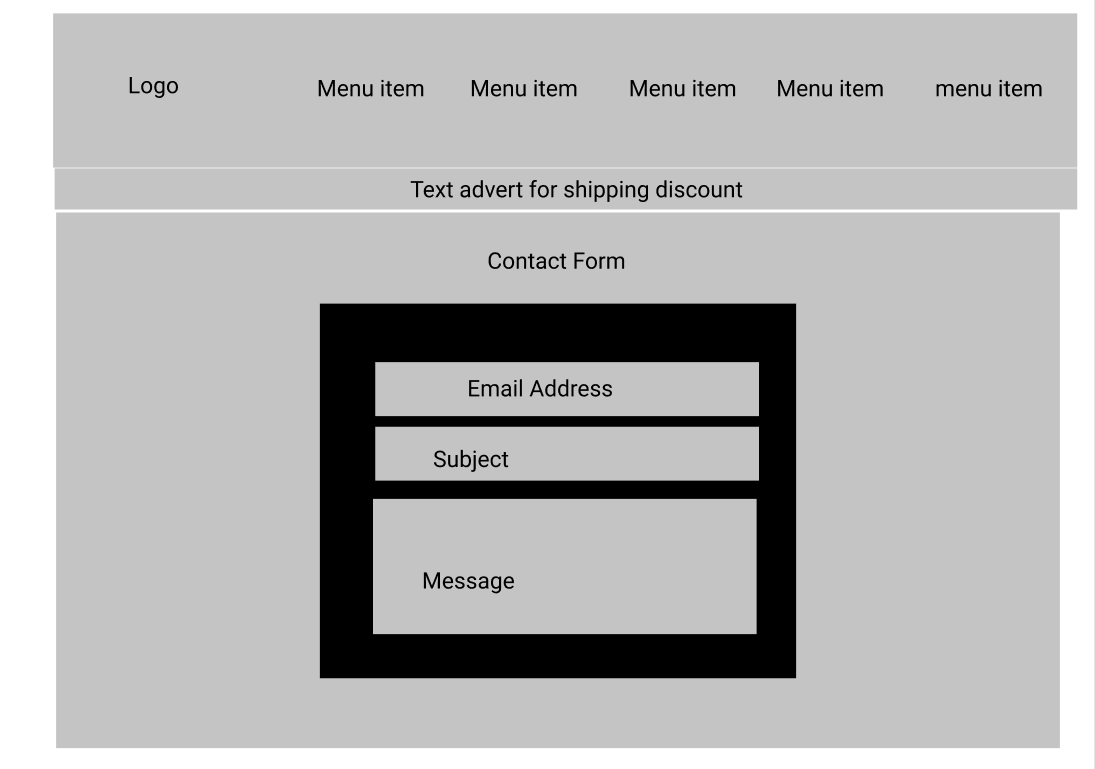 Logo
Menu item Menu item Menu item Menu item menu item
Text advert for shipping discount
Contact Form
Email Address
Subject
Message